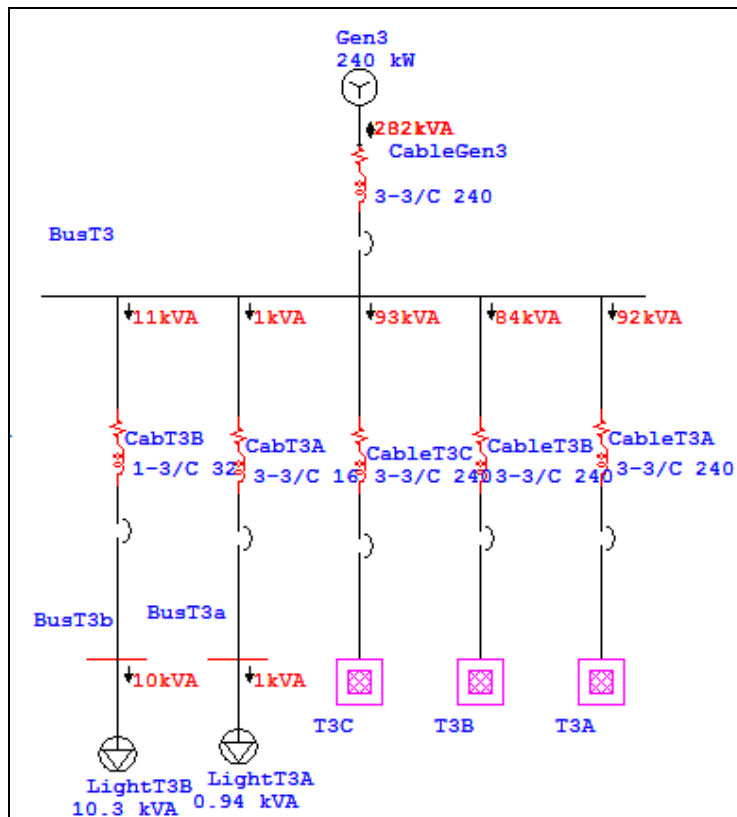 Gen3
240 kW
282kVA
CableGen3
3-3/C 240
BusT3
11kVA
1kVA
93kVA
84kVA
92kVA
CabT3B
1-3/C 32
CabT3A
3-3/C 16
CableT3C
3-3/C 240
CableT3B
3-3/C 240
CableT3A
3-3/C 240
BusT3b
BusT3a
10kVA
1kVA
T3C
T3B
T3A
LightT3B
10.3 kVA
LightT3A
0.94 kVA